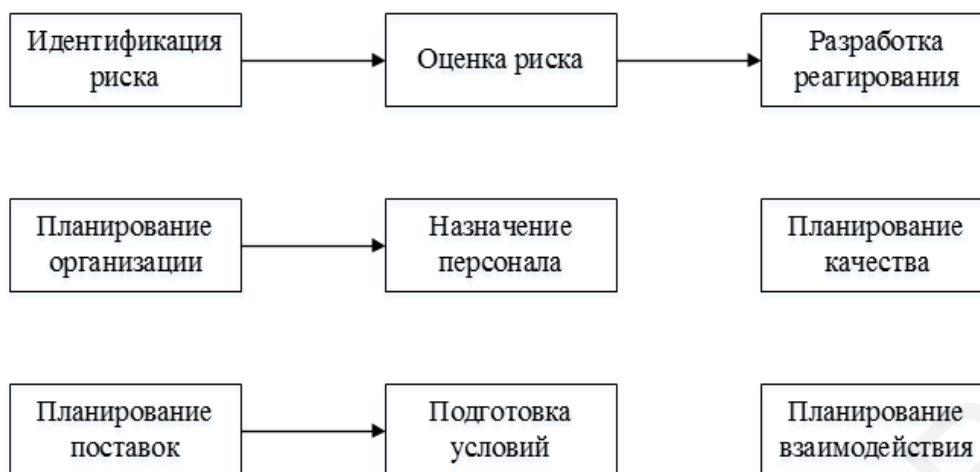 Идентификация
риска
Оценка риска
Разработка
реагирования
Планирование
организации
Назначение
персонала
Планирование
качества
Планирование
поставок
Подготовка
условий
Планирование
взаимодействия